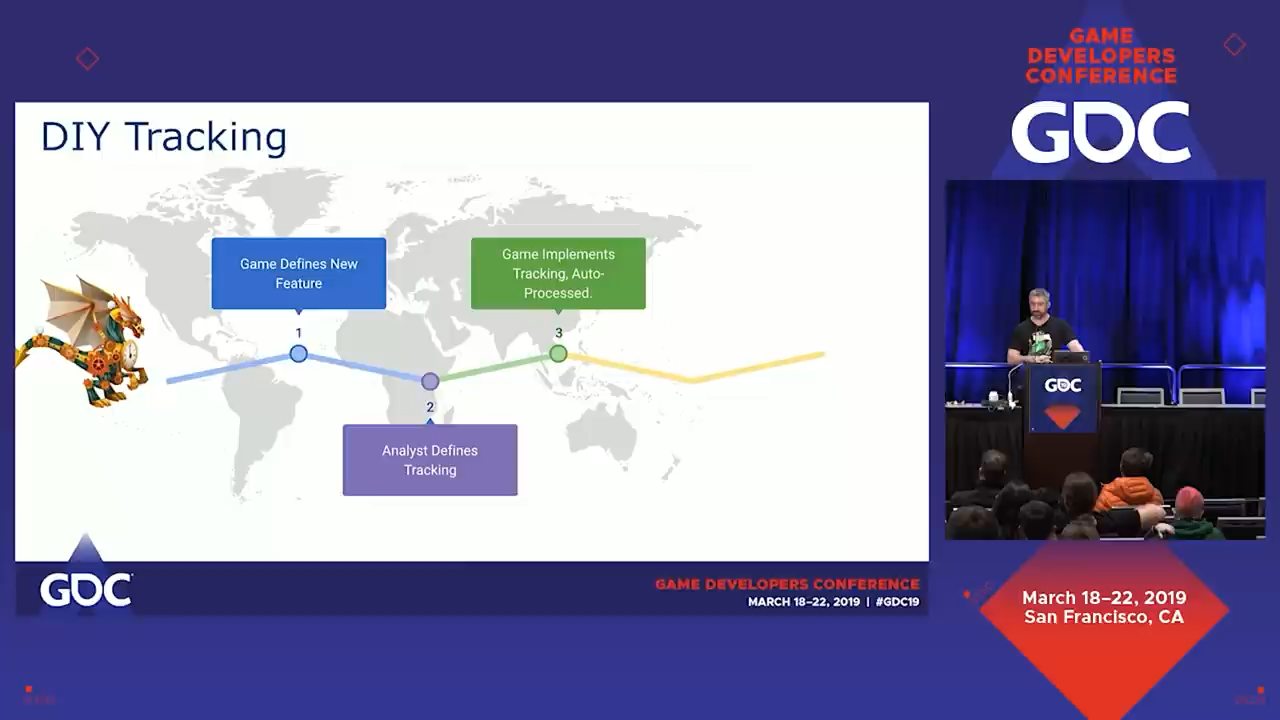 DIY Tracking
Game Defines New
Feature
1
2
Analyst Defines
Tracking
Game Implements
Tracking, Auto-
Processed.
3
GDC
GAME DEVELOPERS CONFERENCE
MARCH 18–22, 2019 | #GDC19
GAME
DEVELOPERS
CONFERENCE
GDC
GDC
March 18–22, 2019
San Francisco, CA